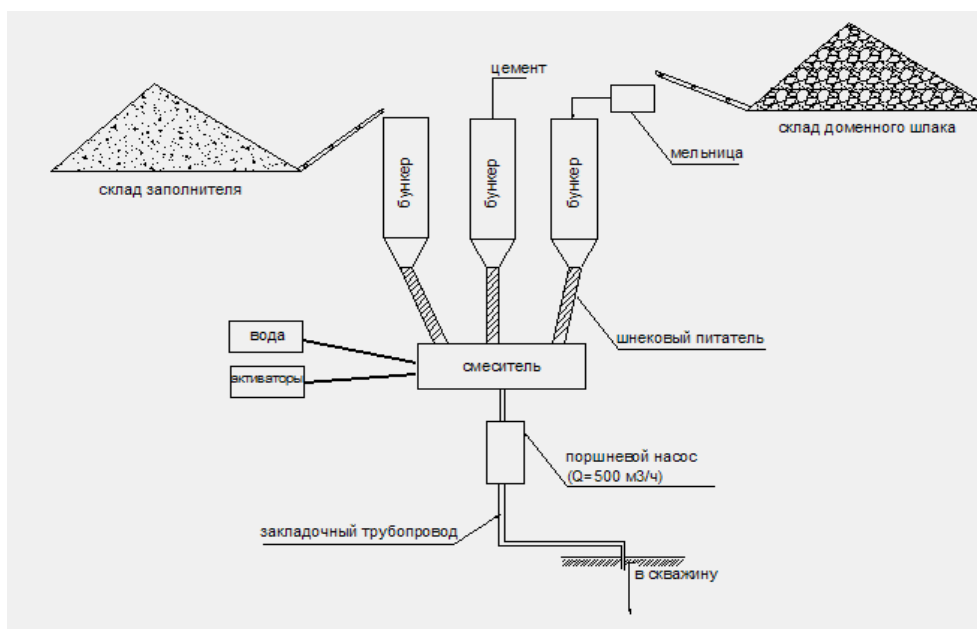 цемент
склад доменного шлака
мельница
склад заполнителя
бункер
бункер
бункер
шнековый питатель
вода
активаторы
смеситель
поршневой насос
(Q=500 м3/ч)
закладочный трубопровод
в скважину